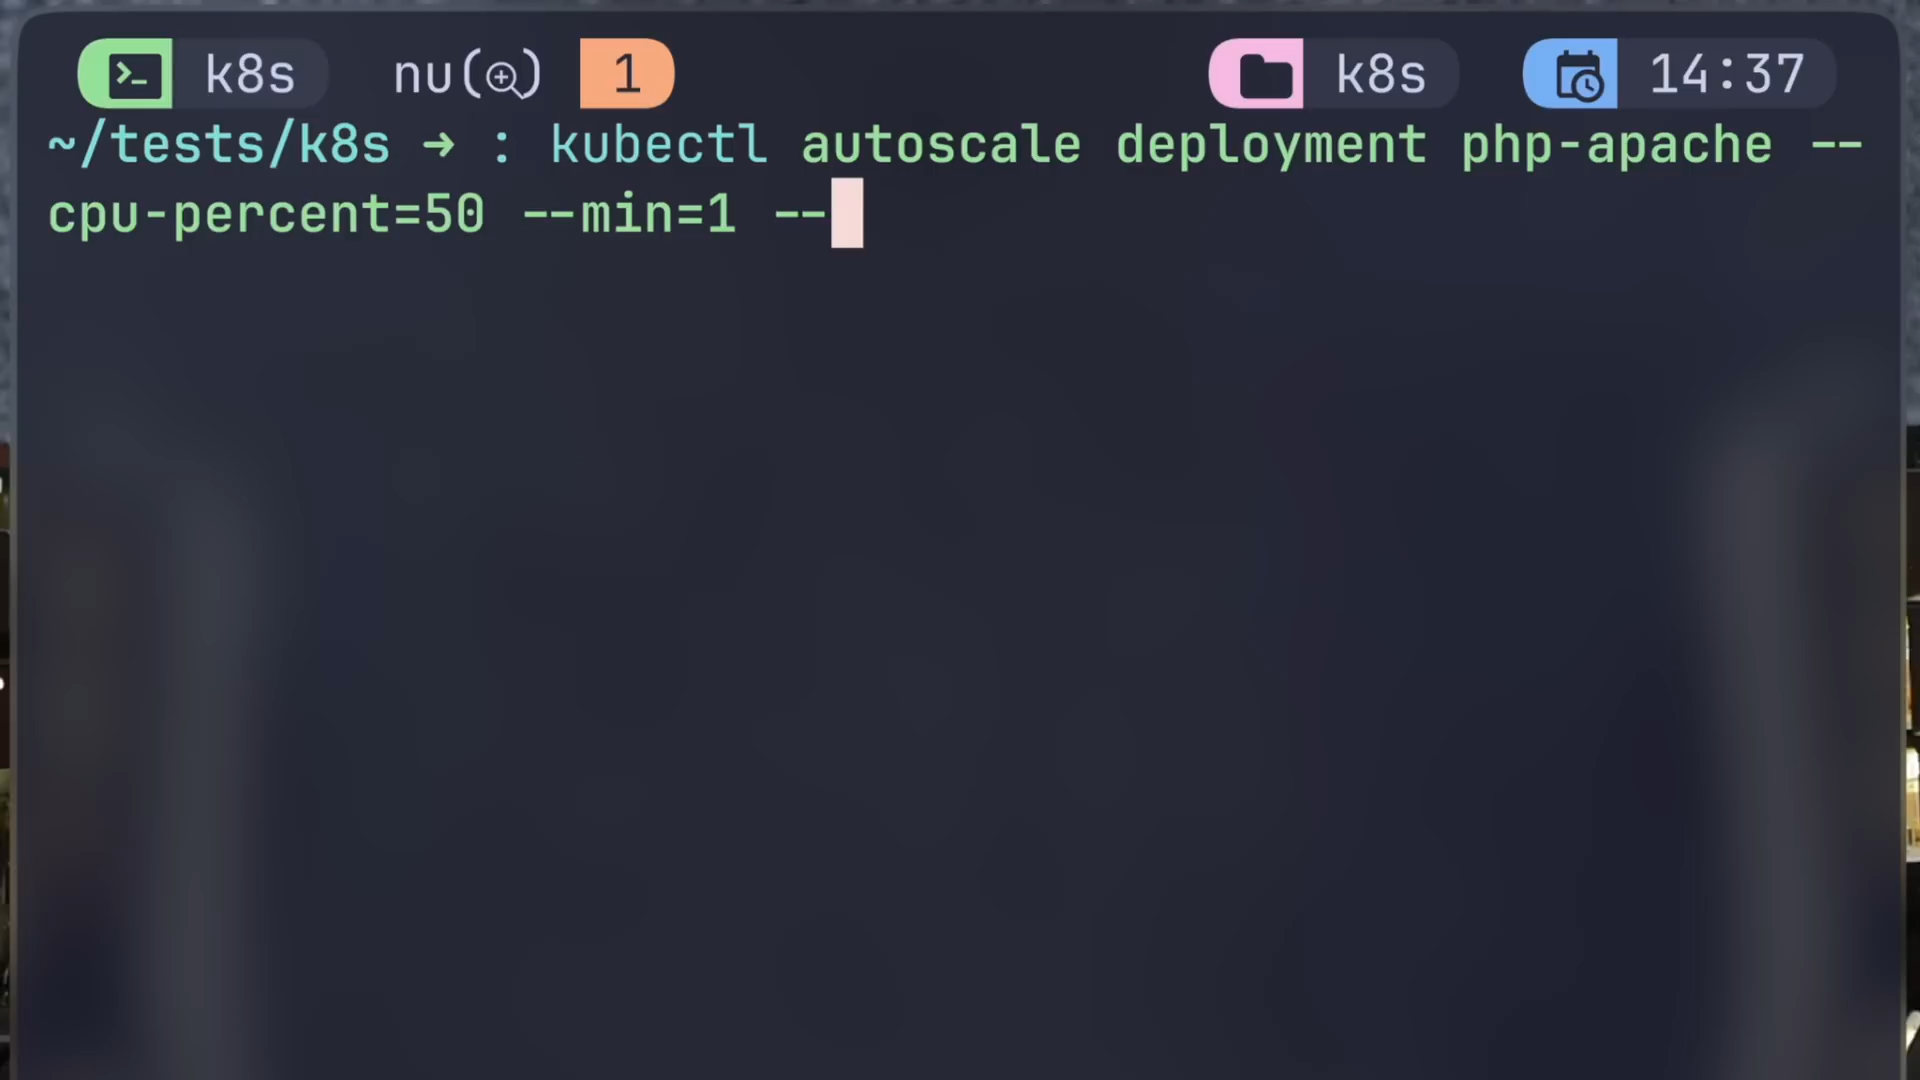 k8s nu() 1 k8s 14:37
~/tests/k8s → : kubectl autoscale deployment php-apache --
cpu-percent=50 --min=1 --